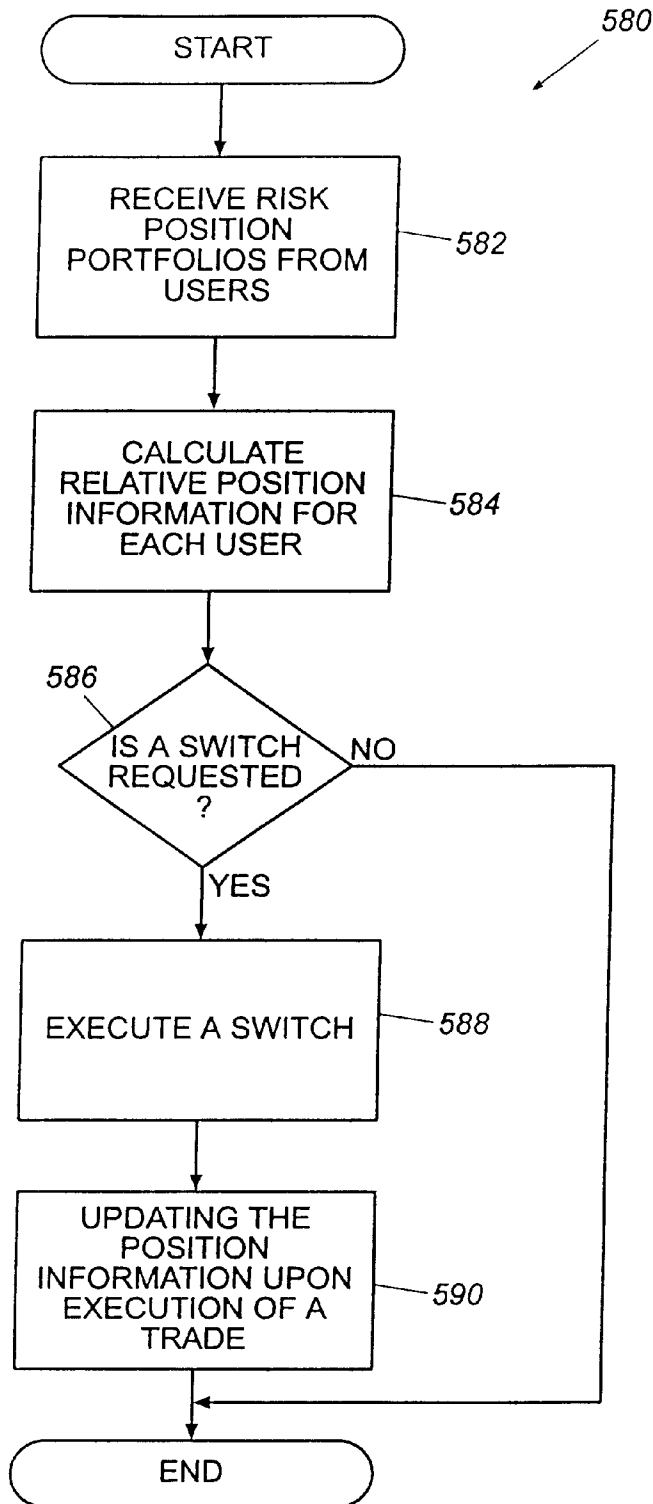 START
580
RECEIVE RISK
POSITION
PORTFOLIOS FROM
USERS
582
CALCULATE
RELATIVE POSITION
INFORMATION FOR
EACH USER
584
586
IS A SWITCH
REQUESTED
?
NO
YES
EXECUTE A SWITCH
588
UPDATING THE
POSITION
INFORMATION UPON
EXECUTION OF A
TRADE
590
END